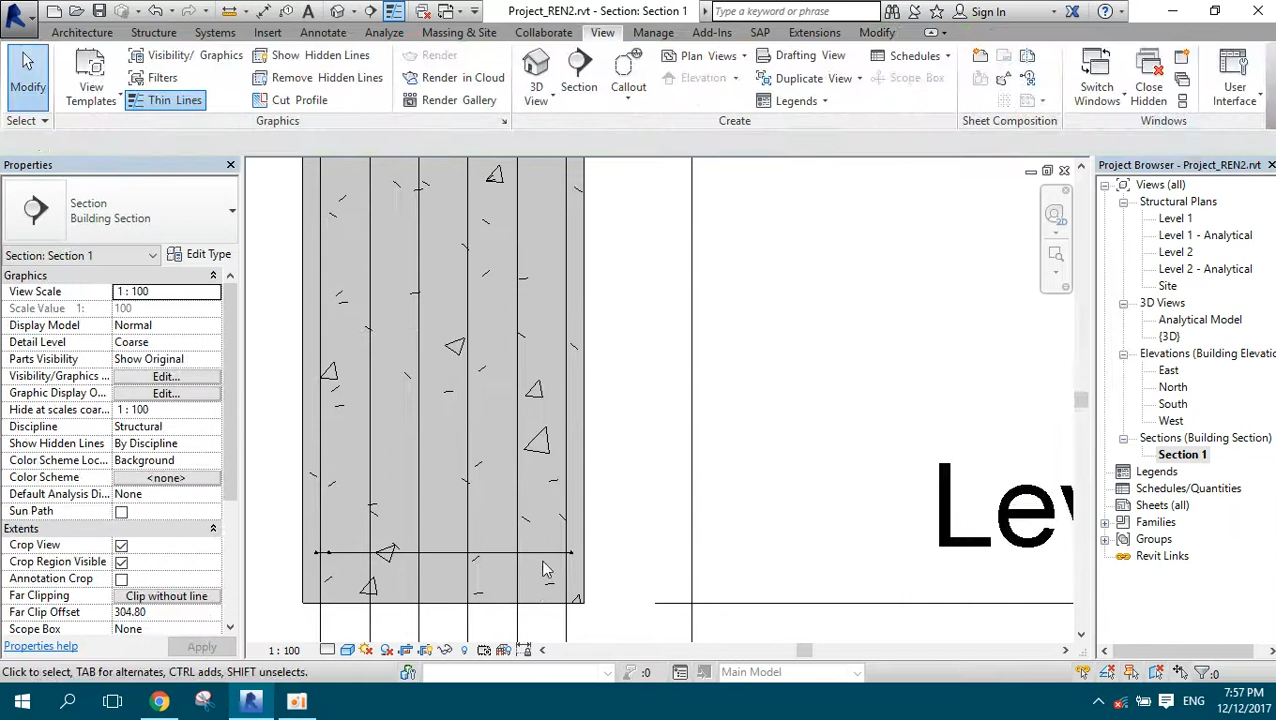 Project_REN2.rvt - Section: Section 1
Type a keyword or phrase
Sign In
Architecture Structure Systems Insert Annotate Analyze Massing & Site Collaborate View Manage Add-Ins SAP Extensions Modify
Modify
Select
View
Templates
Visibility/ Graphics
Filters
Thin Lines
Show Hidden Lines
Remove Hidden Lines
Cut Profile
Graphics
Render
Render in Cloud
Render Gallery
3D
View
Section
Callout
Plan Views
Elevation
Drafting View
Duplicate View
Legends
Schedules
Scope Box
Create
Sheet Composition
Switch
Windows
Close
Hidden
User
Interface
Windows
Properties
Section
Building Section
Section: Section 1
Edit Type
Graphics
View Scale 1 : 100
Scale Value 1: 100
Display Model Normal
Detail Level Coarse
Parts Visibility Show Original
Visibility/Graphics ... Edit...
Graphic Display O... Edit...
Hide at scales coar... 1 : 100
Discipline Structural
Show Hidden Lines By Discipline
Color Scheme Loc... Background
Color Scheme <none>
Default Analysis Di... None
Sun Path
Extents
Crop View
Crop Region Visible
Annotation Crop
Far Clipping Clip without line
Far Clip Offset 304.80
Scope Box None
Properties help
Apply
2D
Lev
1 : 100
Project Browser - Project_REN2.rvt
Views (all)
Structural Plans
Level 1
Level 1 - Analytical
Level 2
Level 2 - Analytical
Site
3D Views
Analytical Model
{3D}
Elevations (Building Elevatio
East
North
South
West
Sections (Building Section)
Section 1
Legends
Schedules/Quantities
Sheets (all)
Families
Groups
Revit Links
Click to select, TAB for alternates, CTRL adds, SHIFT unselects.
:0
Main Model
:0
ENG
7:57 PM
12/12/2017